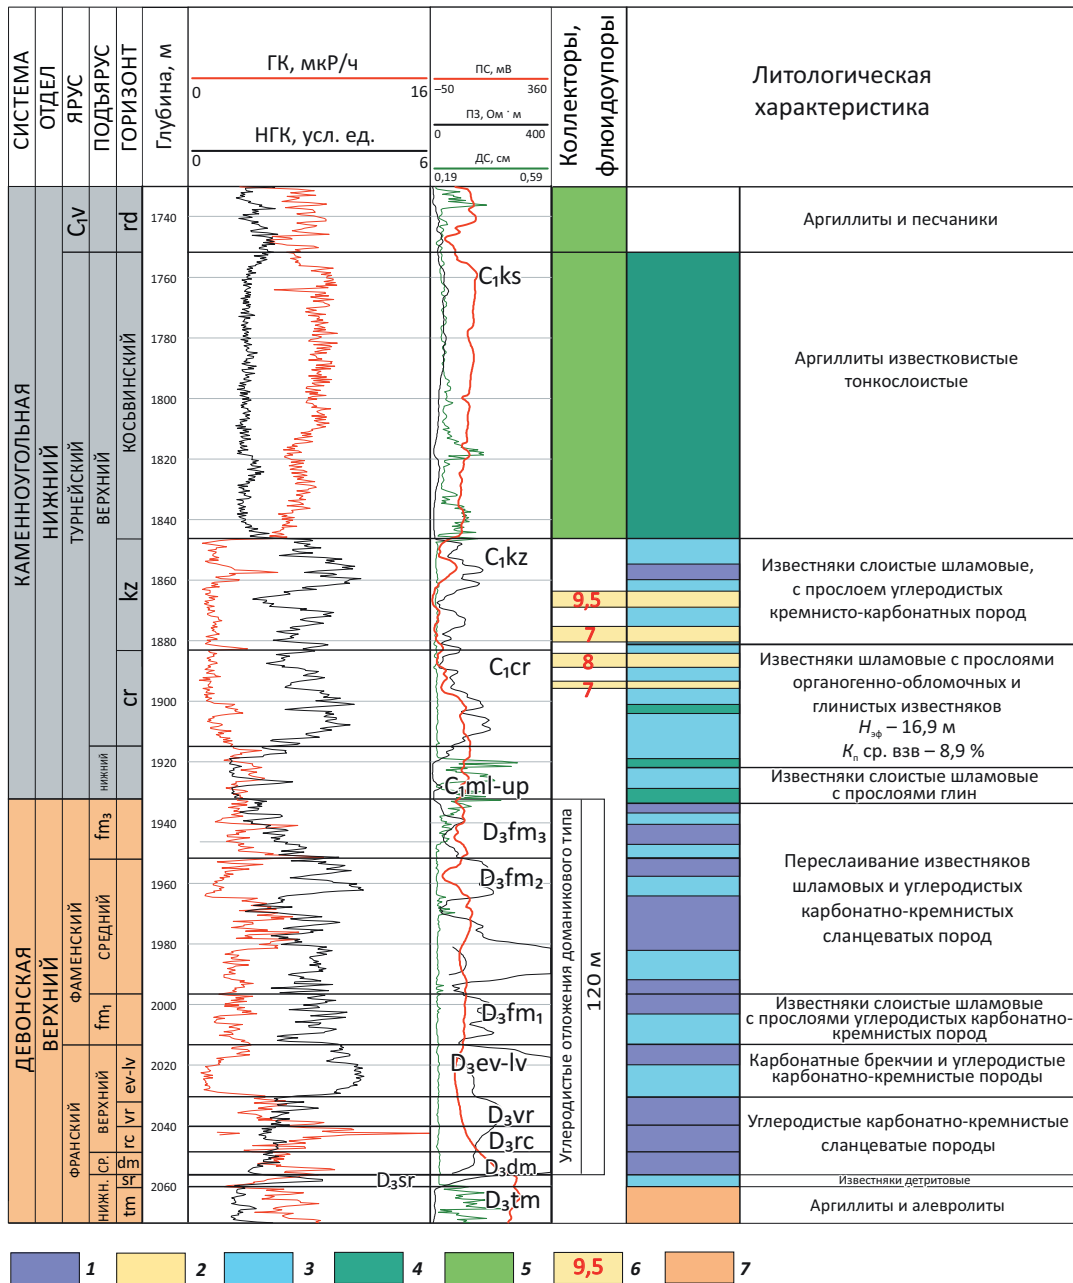 СИСТЕМА
ОТДЕЛ
ЯРУС
ПОДЪЯРУС
ГОРИЗОНТ
Глубина, м
ГК, мкР/ч
0 16
НГК, усл. ед.
0 6
ПС, мВ
–50 360
ПЗ, Ом · м
0 400
ДС, см
0,19 0,59
Коллекторы,
флюидоупоры
Литологическая
характеристика
КАМЕННОУГОЛЬНАЯ
НИЖНИЙ
C₁v
rd
ТУРНЕЙСКИЙ
ВЕРХНИЙ
КОСЬВИНСКИЙ
kz
cr
НИЖНИЙ
ДЕВОНСКАЯ
ВЕРХНИЙ
ФАМЕНСКИЙ
fm₃
СРЕДНИЙ
fm₁
ФРАНСКИЙ
ВЕРХНИЙ
ev-lv
vr
rc
СР.
dm
НИЖН.
sr
tm
1740
1760
1780
1800
1820
1840
1860
1880
1900
1920
1940
1960
1980
2000
2020
2040
2060
C₁ks
C₁kz
C₁cr
C₁ml-up
D₃fm₃
D₃fm₂
D₃fm₁
D₃ev-lv
D₃vr
D₃rc
D₃dm
D₃sr
D₃tm
9,5
7
8
7
Углеродистые отложения доманикового типа
120 м
Аргиллиты и песчаники
Аргиллиты известковистые
тонкослоистые
Известняки слоистые шламовые,
с прослоем углеродистых
кремнисто-карбонатных пород
Известняки шламовые с прослоями
органогенно-обломочных и
глинистых известняков
Hэф – 16,9 м
Kп ср. взв – 8,9 %
Известняки слоистые шламовые
с прослоями глин
Переслаивание известняков
шламовых и углеродистых
карбонатно-кремнистых
сланцеватых пород
Известняки слоистые шламовые
с прослоями углеродистых карбонатно-
кремнистых пород
Карбонатные брекчии и углеродистые
карбонатно-кремнистые породы
Углеродистые карбонатно-кремнистые
сланцеватые породы
Известняки детритовые
Аргиллиты и алевролиты
1 2 3 4 5 9,5 6 7